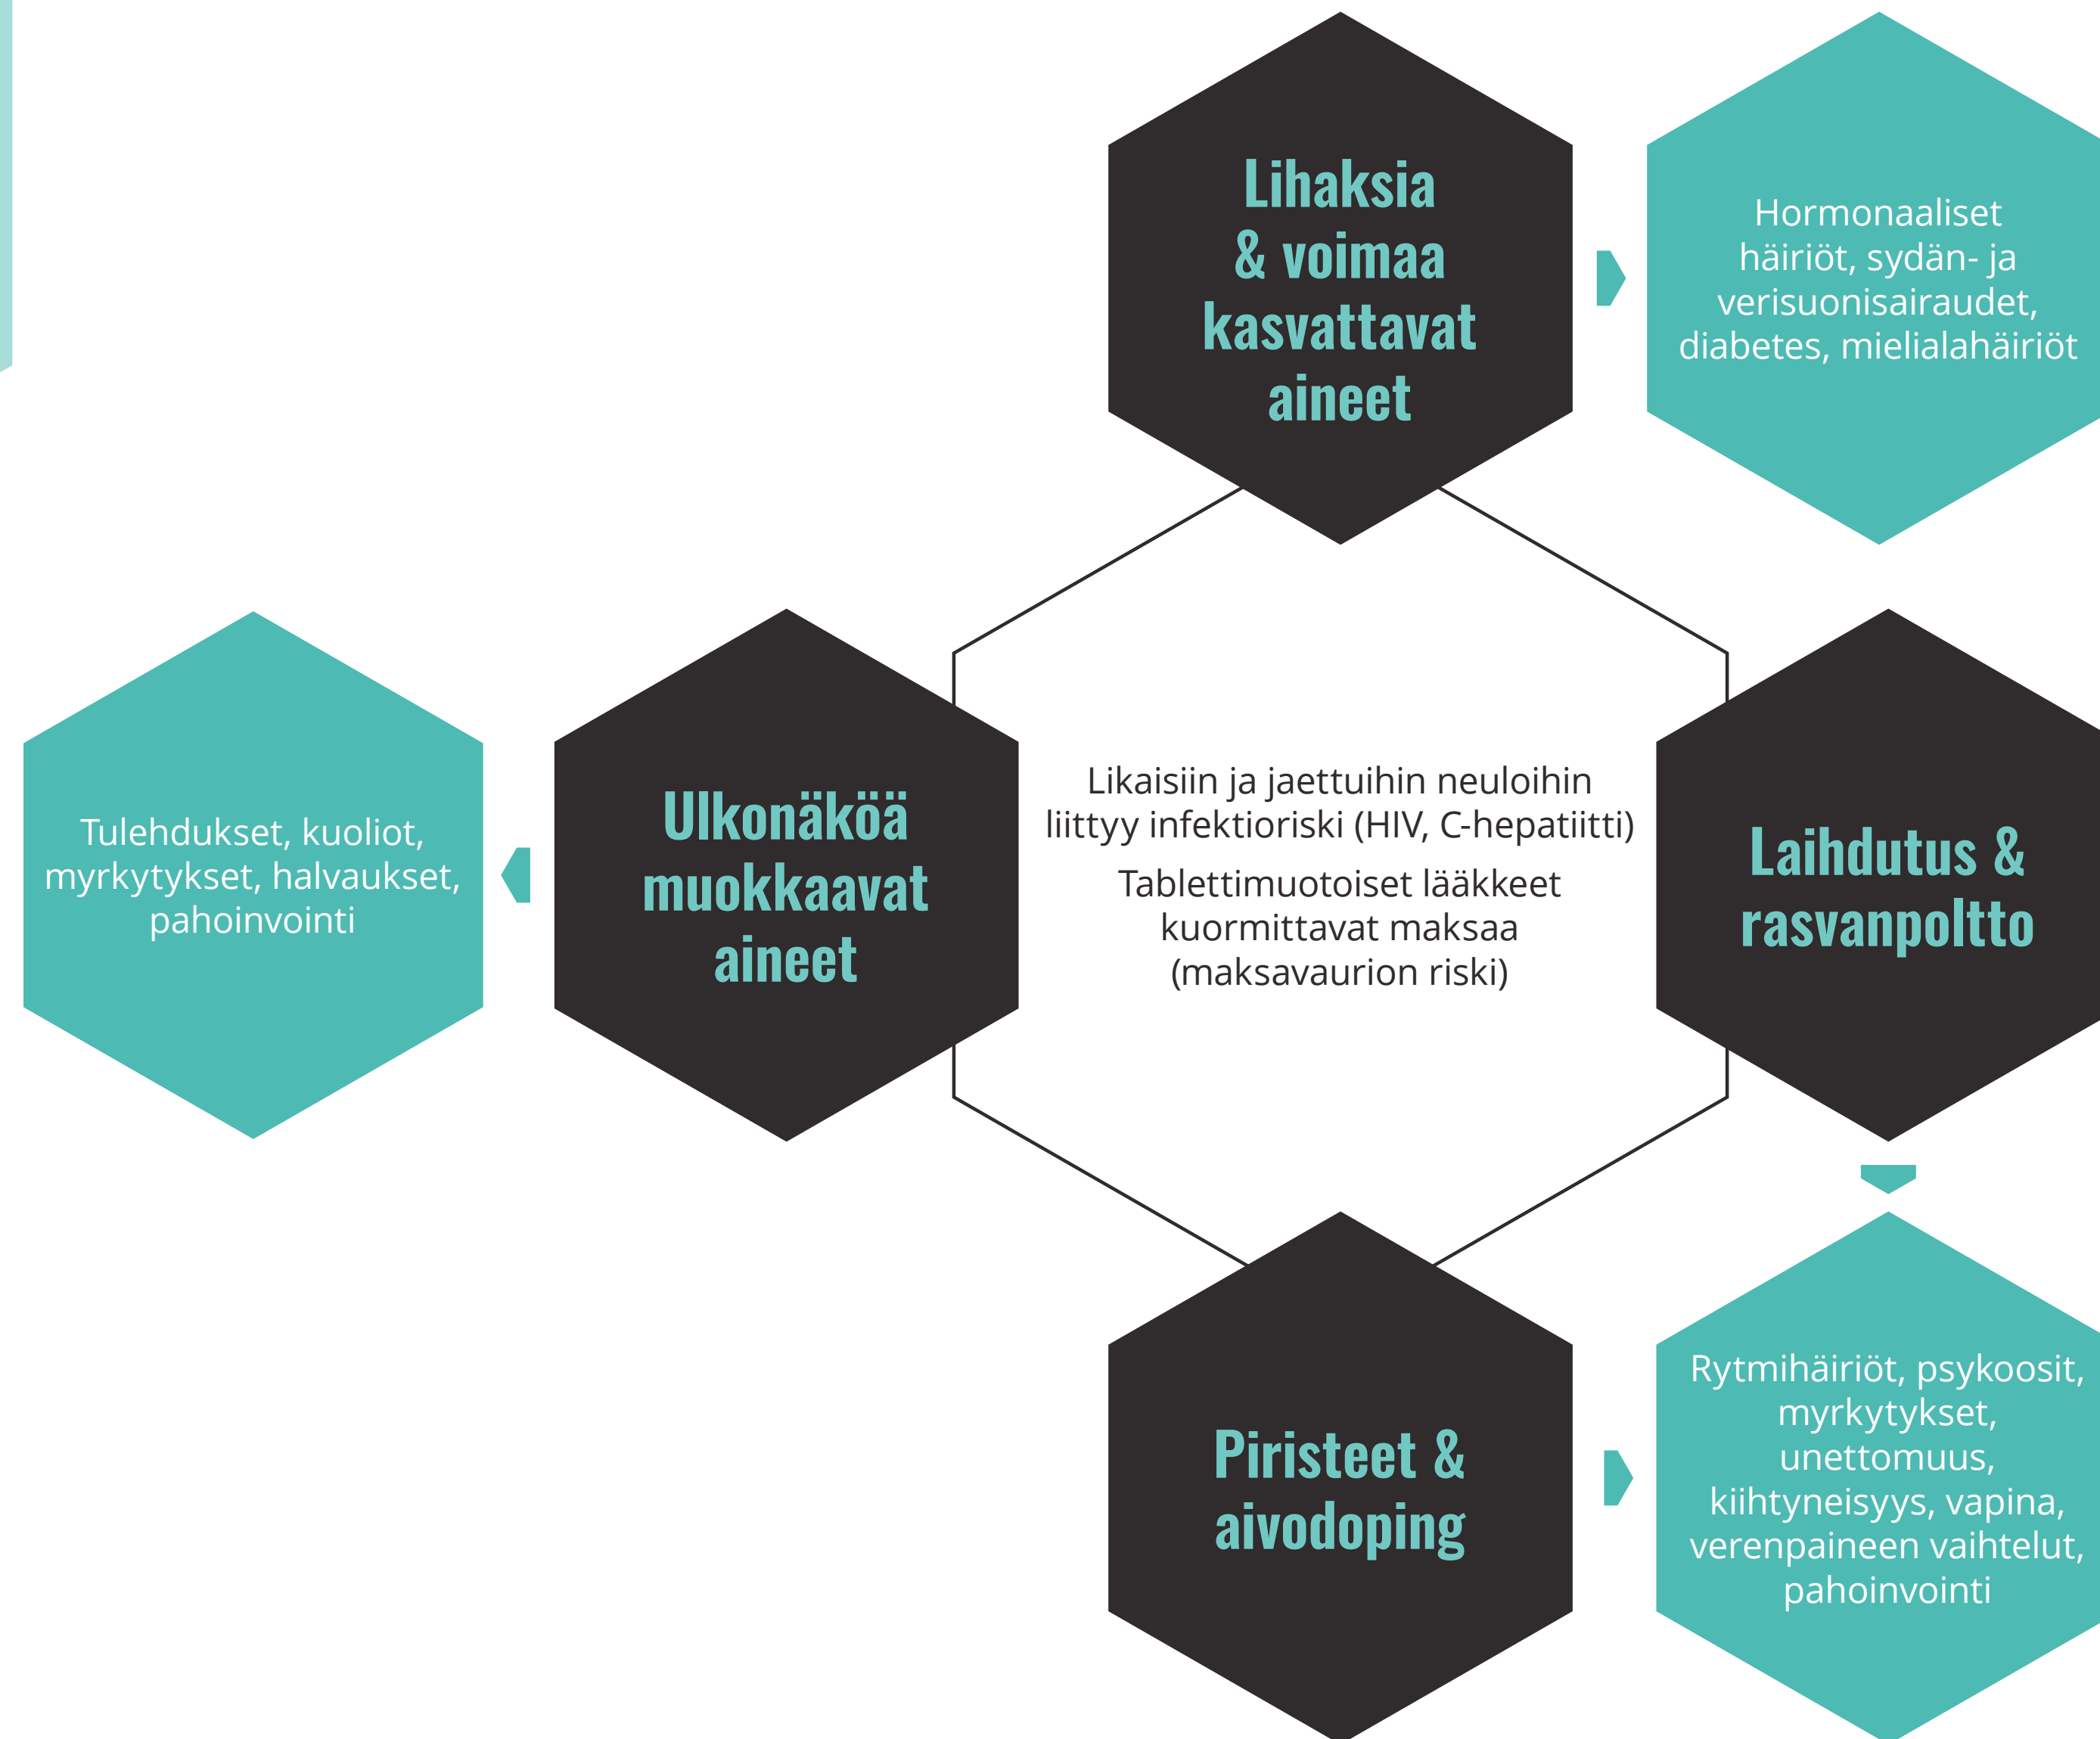 Lihaksia
& voimaa
kasvattavat
aineet
Hormonaaliset
häiriöt, sydän- ja
verisuonisairaudet,
diabetes, mielialahäiriöt
Tulehdukset, kuoliot,
myrkytykset, halvaukset,
pahoinvointi
Ulkonäköä
muokkaavat
aineet
Likaisiin ja jaettuihin neuloihin
liittyy infektioriski (HIV, C-hepatiitti)
Tablettimuotoiset lääkkeet
kuormittavat maksaa
(maksavaurion riski)
Laihdutus &
rasvanpoltto
Piristeet &
aivodoping
Rytmihäiriöt, psykoosit,
myrkytykset,
unettomuus,
kiihtyneisyys, vapina,
verenpaineen vaihtelut,
pahoinvointi